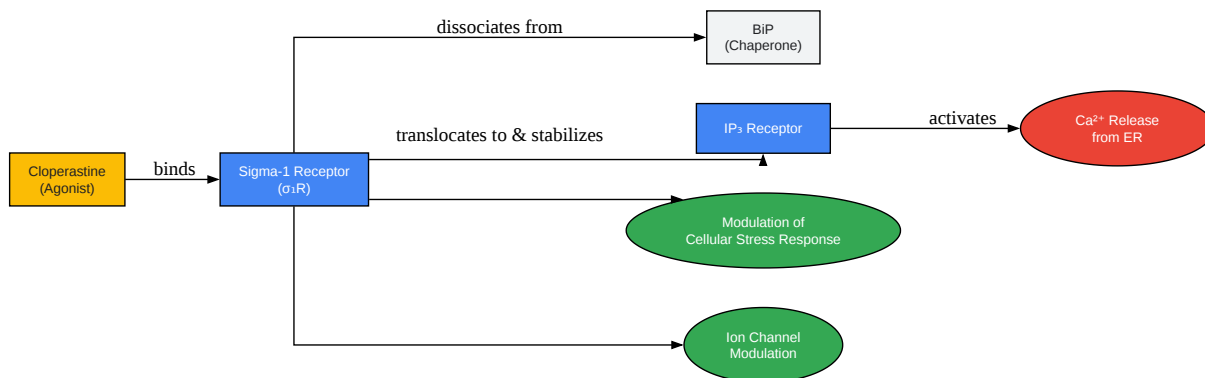 dissociates from
BiP
(Chaperone)
translocates to & stabilizes
IP₃ Receptor
activates
Ca²⁺ Release
from ER
Cloperastine
(Agonist)
binds
Sigma-1 Receptor
(σ₁R)
Modulation of
Cellular Stress Response
Ion Channel
Modulation